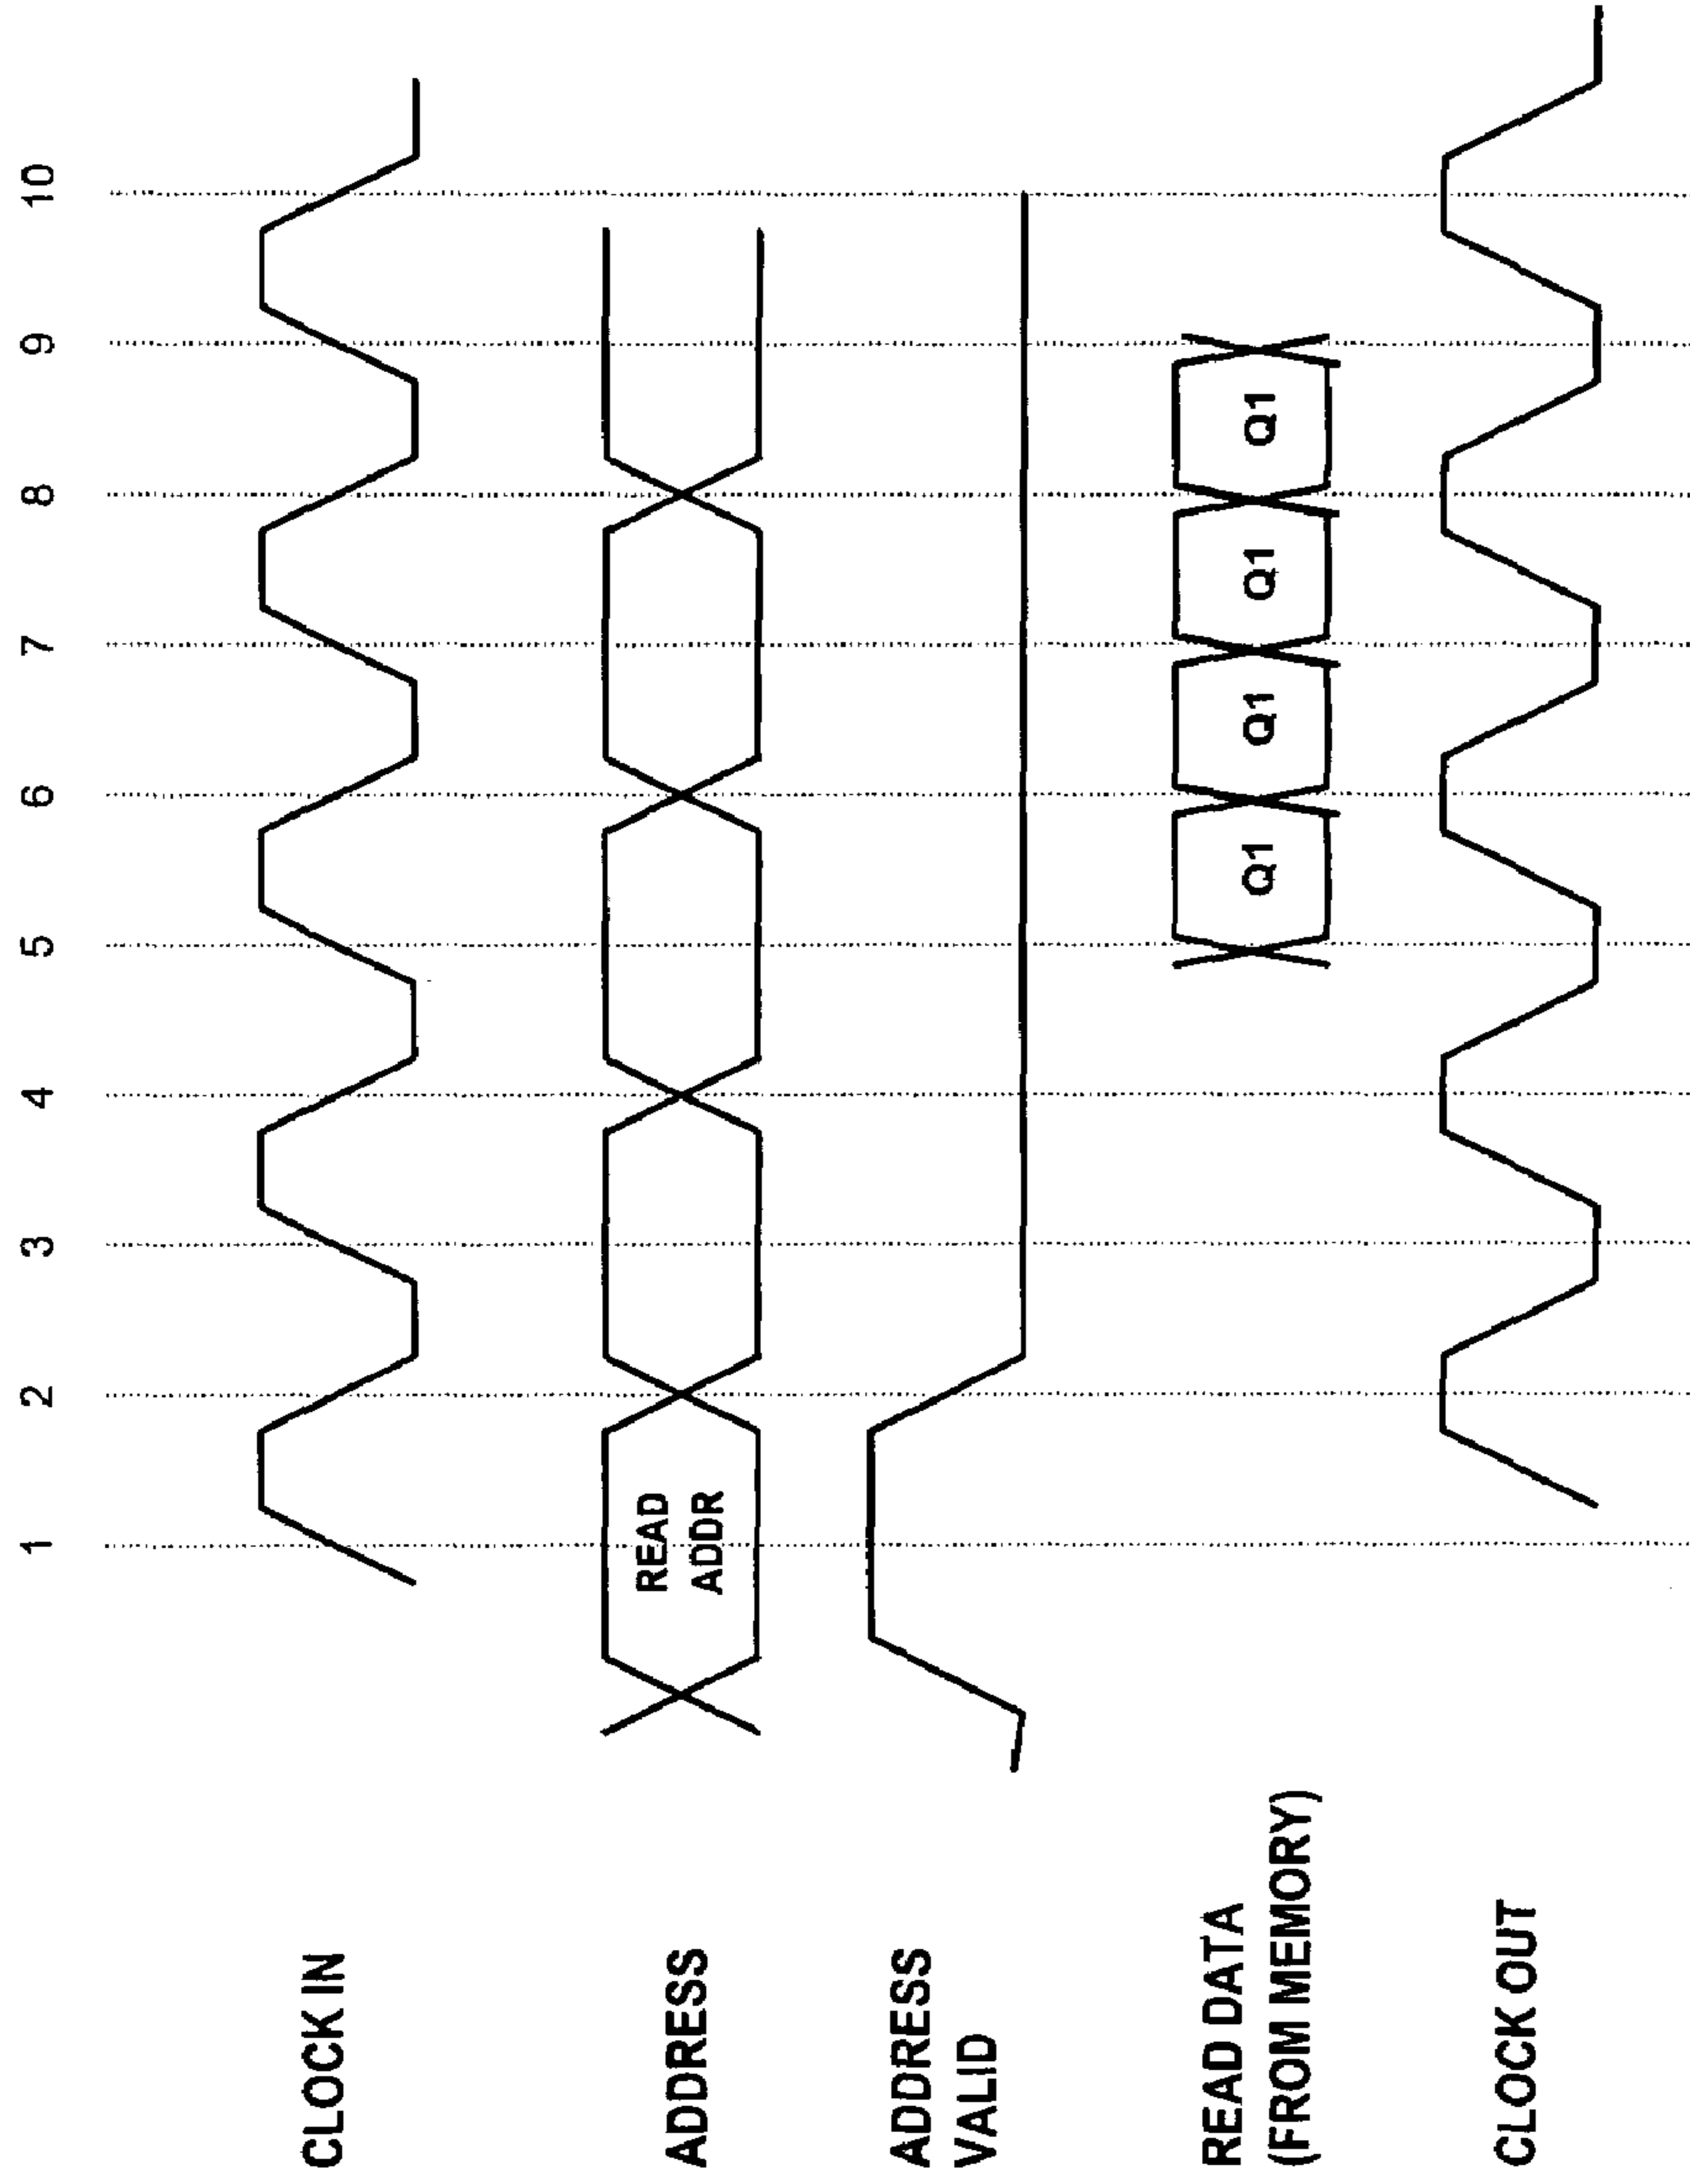 1 2 3 4 5 6 7 8 9 10
CLOCK IN
ADDRESS
READ
ADDR
ADDRESS
VALID
READ DATA
(FROM MEMORY)
Q1 Q1 Q1 Q1
CLOCK OUT